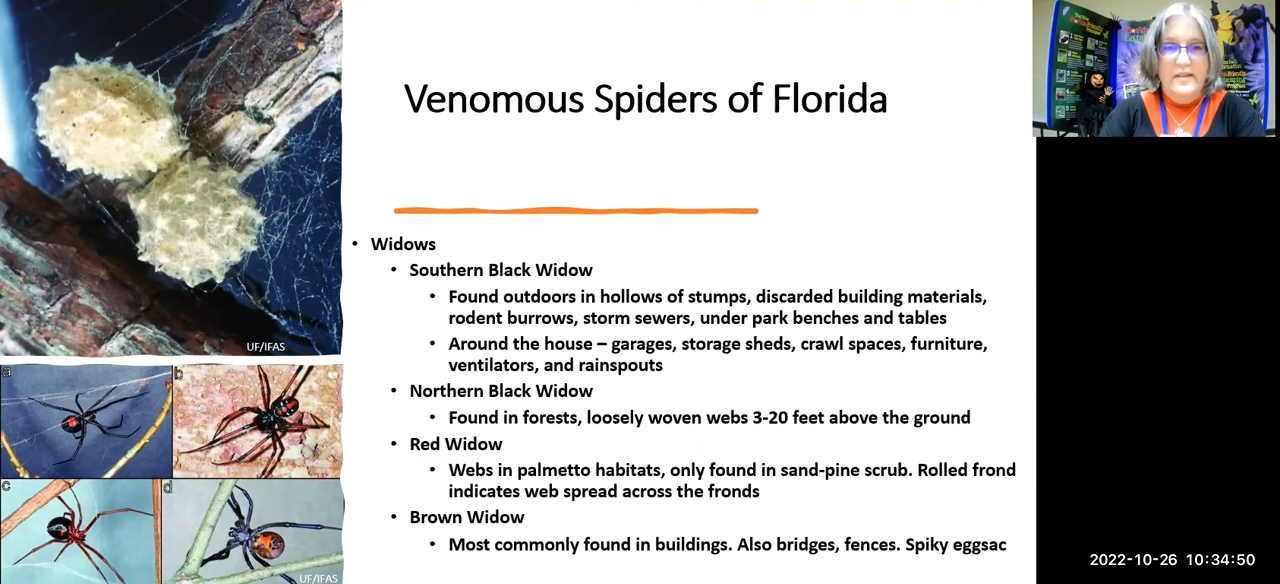 Venomous Spiders of Florida
• Widows
• Southern Black Widow
• Found outdoors in hollows of stumps, discarded building materials,
rodent burrows, storm sewers, under park benches and tables
• Around the house – garages, storage sheds, crawl spaces, furniture,
ventilators, and rainspouts
• Northern Black Widow
• Found in forests, loosely woven webs 3-20 feet above the ground
• Red Widow
• Webs in palmetto habitats, only found in sand-pine scrub. Rolled frond
indicates web spread across the fronds
• Brown Widow
• Most commonly found in buildings. Also bridges, fences. Spiky eggsac
UF/IFAS
a
b
c
d
UF/IFAS
2022-10-26 10:34:50